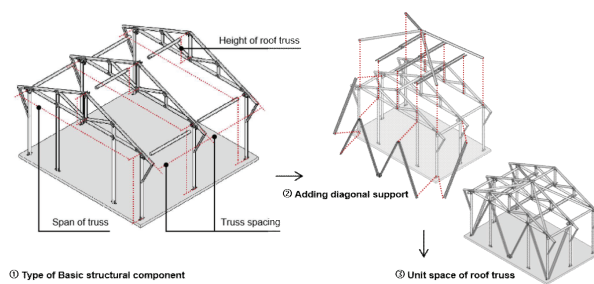 Height of roof truss
② Adding diagonal support
Span of truss
Truss spacing
① Type of Basic structural component
③ Unit space of roof truss